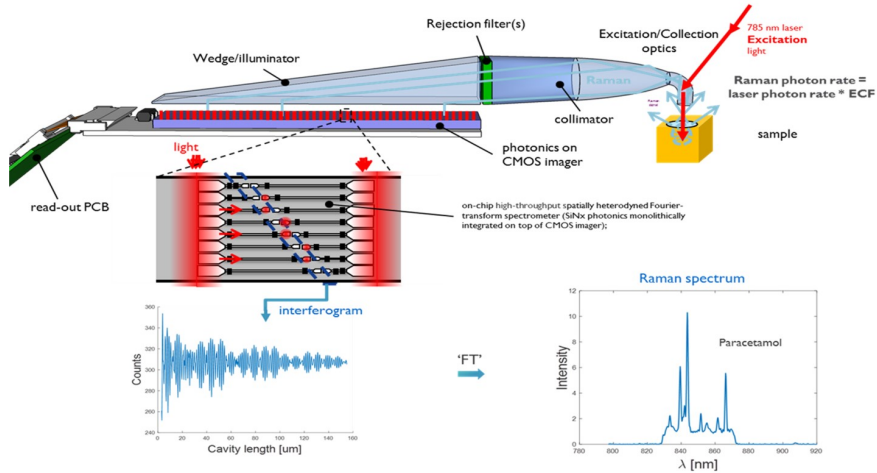 Rejection filter(s)
785 nm laser
Excitation
light
Excitation/Collection
optics
Wedge/illuminator
Raman
Raman photon rate =
laser photon rate * ECF
collimator
sample
photonics on
CMOS imager
light
read-out PCB
on-chip high-throughput spatially heterodyned Fourier-
transform spectrometer (SiNx photonics monolithically
integrated on top of CMOS imager);
interferogram
Raman spectrum
360
340
320
300
280
260
240
Counts
0 20 40 60 80 100 120 140 160
Cavity length [um]
'FT'
12
10
8
6
4
2
0
Intensity
Paracetamol
780 800 820 840 860 880 900 920
λ [nm]